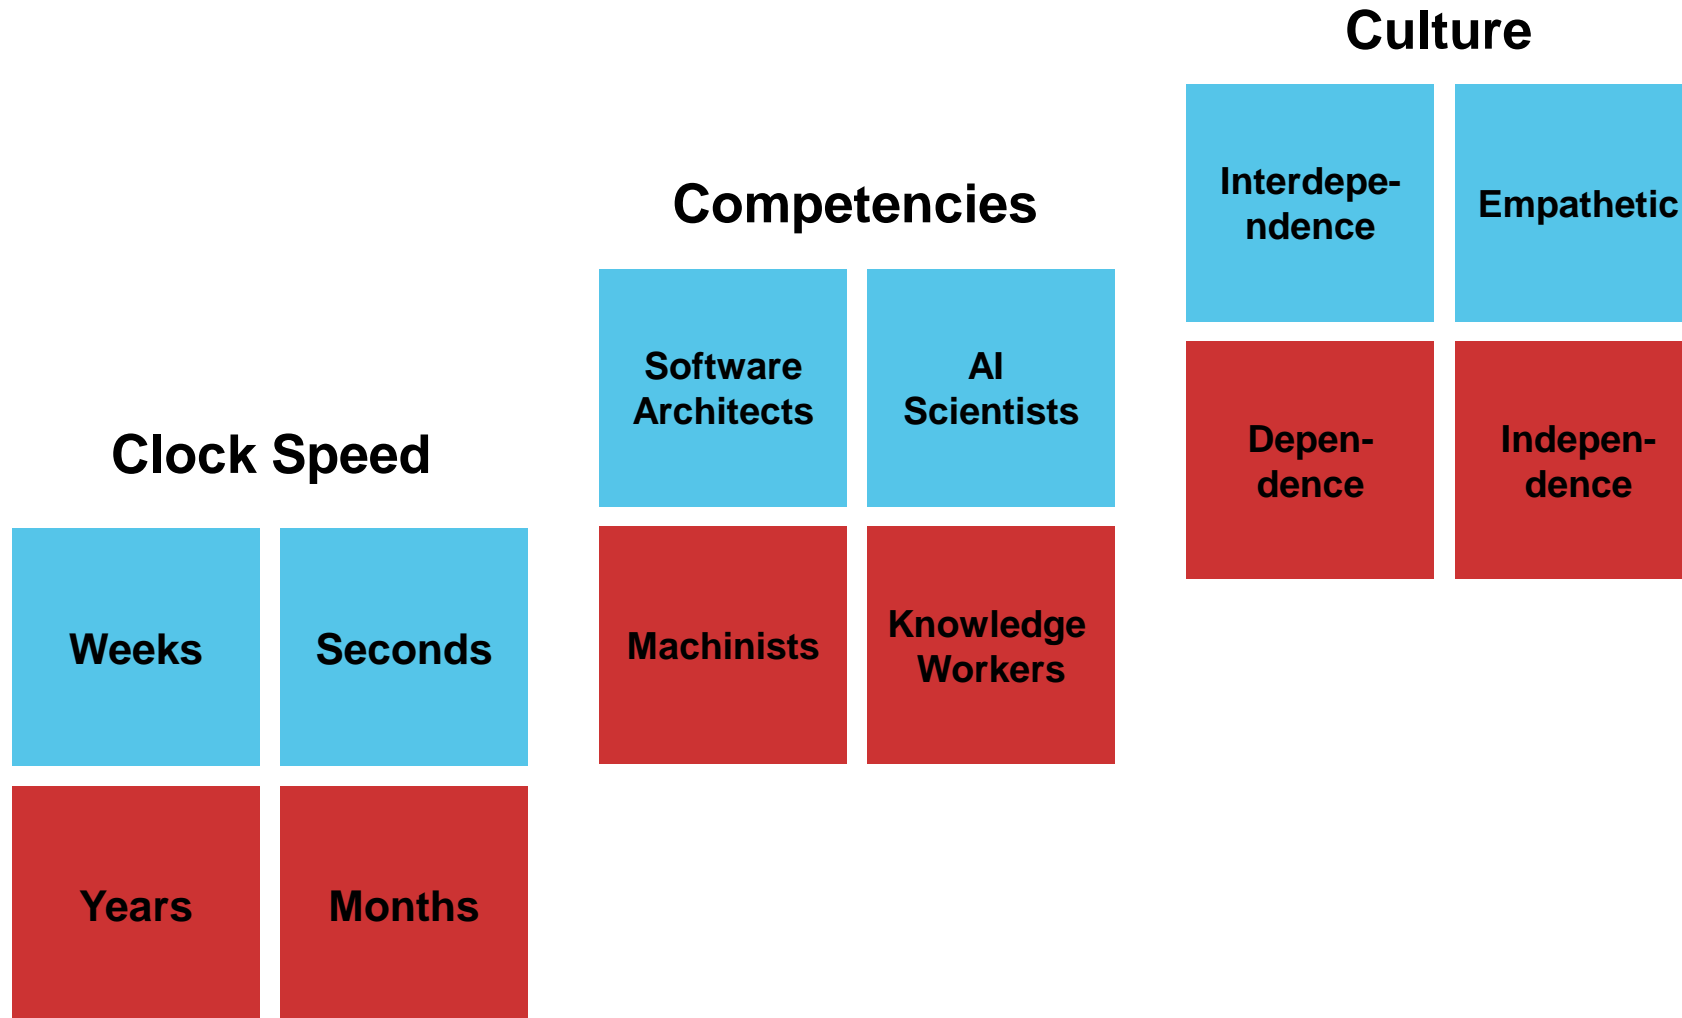 Culture
Interdepe-
ndence
Empathetic
Depen-
dence
Indepen-
dence
Competencies
Software
Architects
AI
Scientists
Machinists
Knowledge
Workers
Clock Speed
Weeks
Seconds
Years
Months